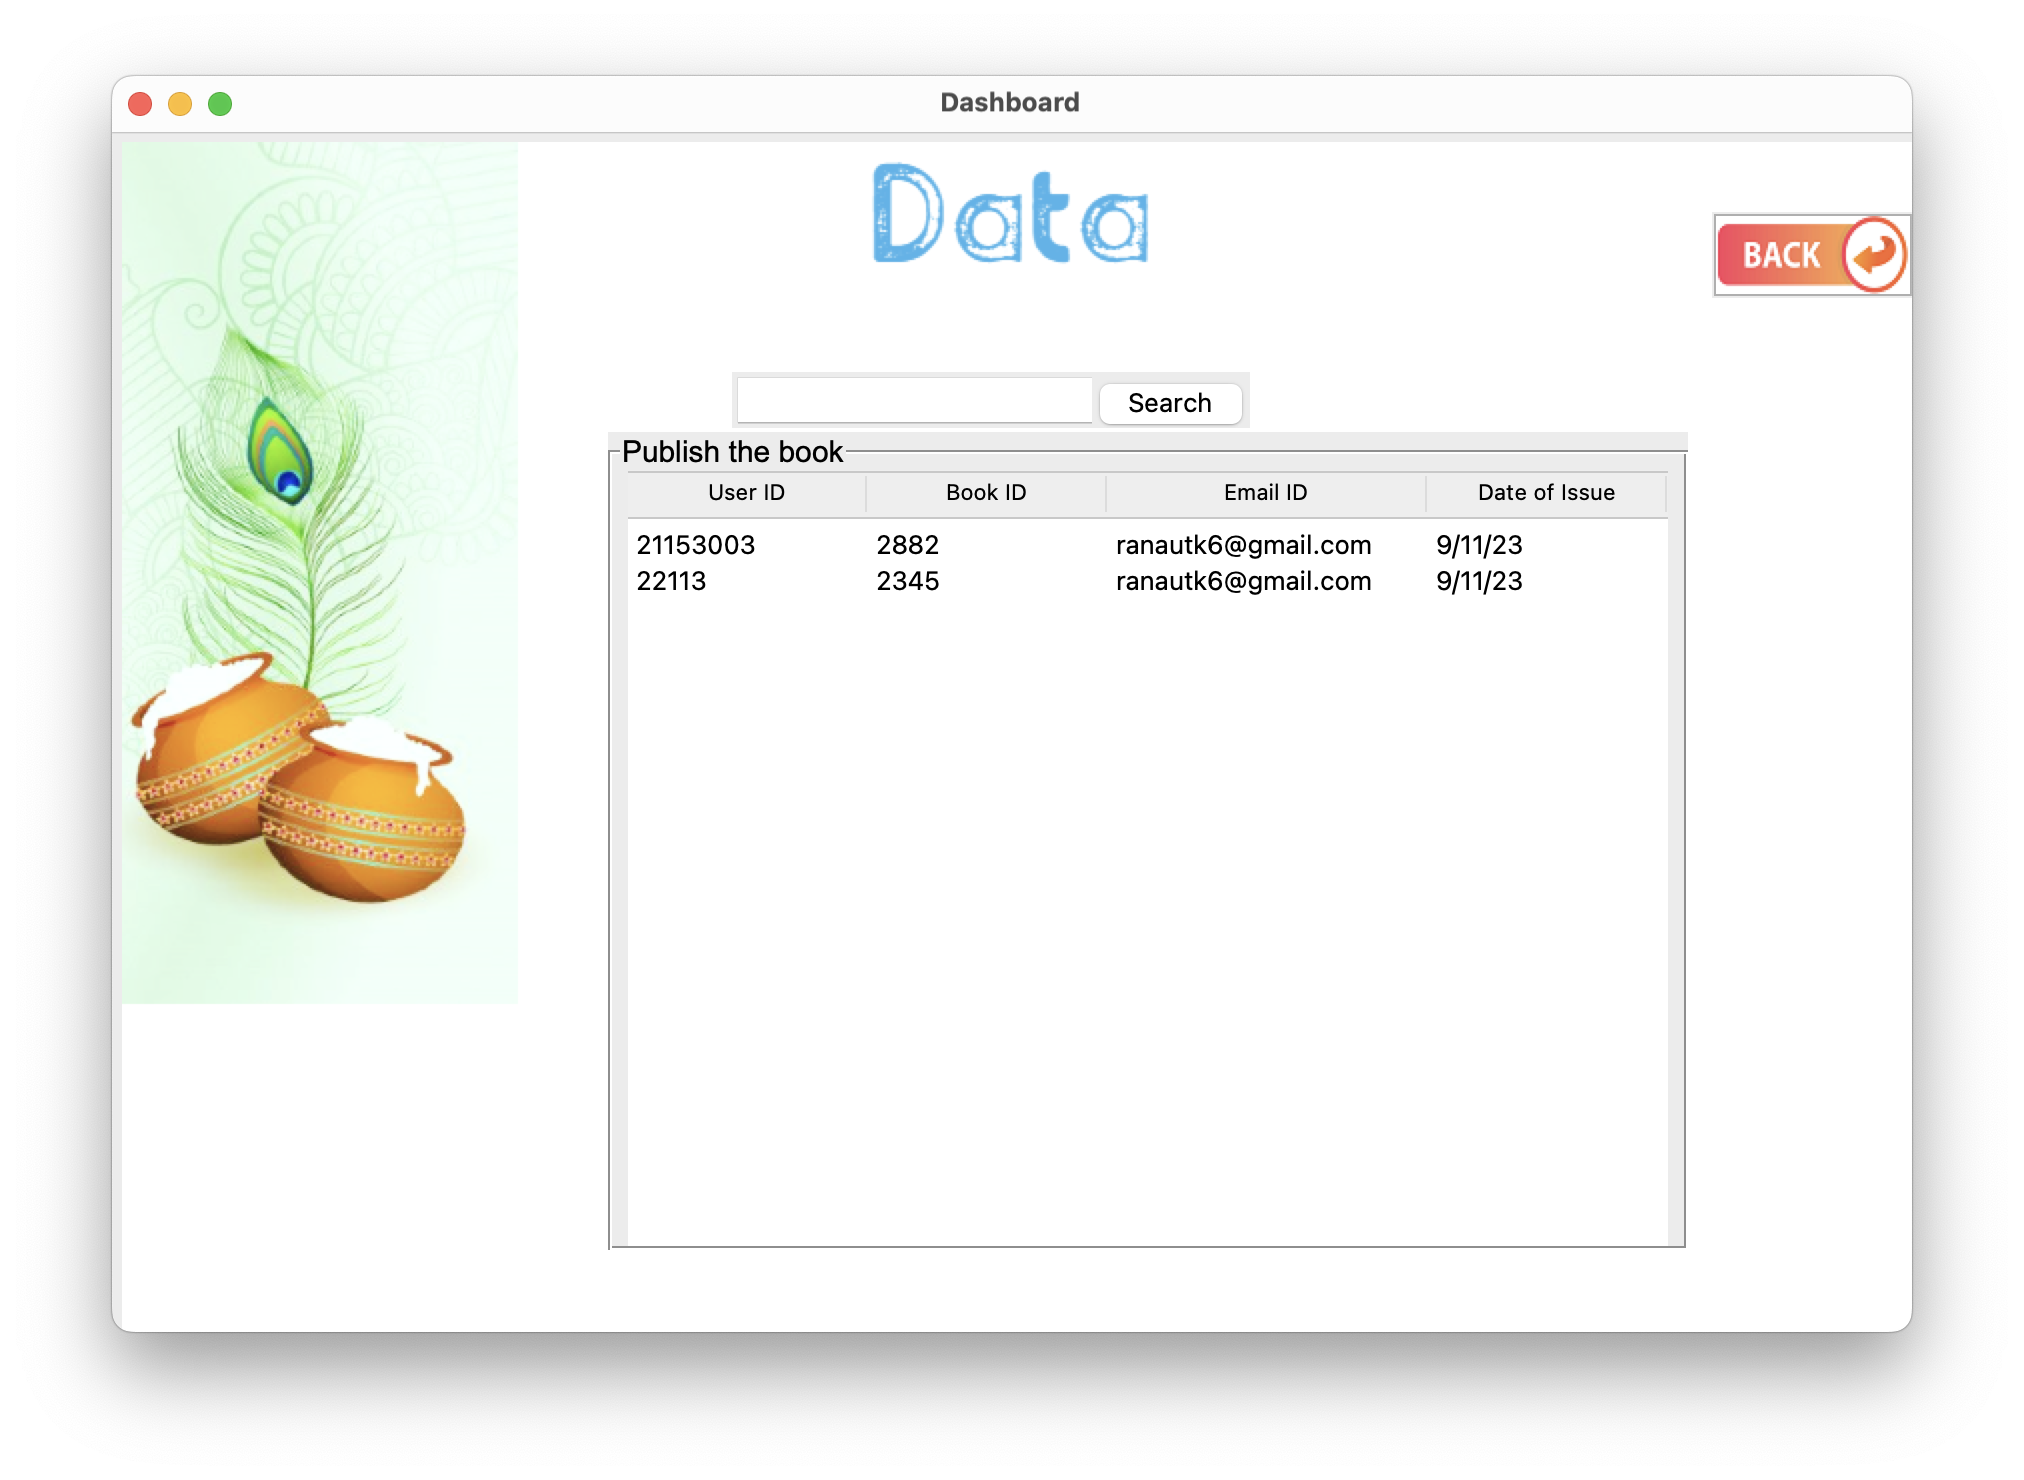 Dashboard
Data
BACK
Search
Publish the book
User ID Book ID Email ID Date of Issue
21153003 2882 ranautk6@gmail.com 9/11/23
22113 2345 ranautk6@gmail.com 9/11/23